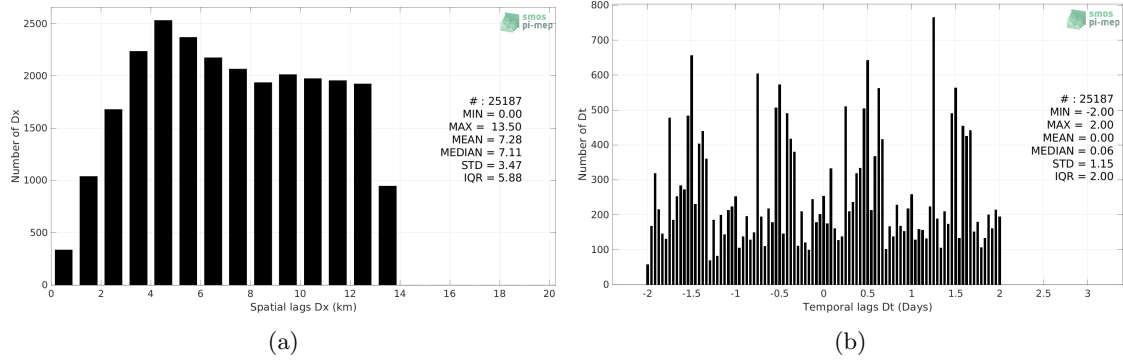 smos
pi-mep
2500
2000
1500
1000
500
0
Number of Dx
# : 25187
MIN = 0.00
MAX = 13.50
MEAN = 7.28
MEDIAN = 7.11
STD = 3.47
IQR = 5.88
0 2 4 6 8 10 12 14 16 18 20
Spatial lags Dx (km)
(a)
smos
pi-mep
800
700
600
500
400
300
200
100
0
Number of Dt
# : 25187
MIN = -2.00
MAX = 2.00
MEAN = 0.00
MEDIAN = 0.06
STD = 1.15
IQR = 2.00
-2 -1.5 -1 -0.5 0 0.5 1 1.5 2 2.5 3
Temporal lags Dt (Days)
(b)